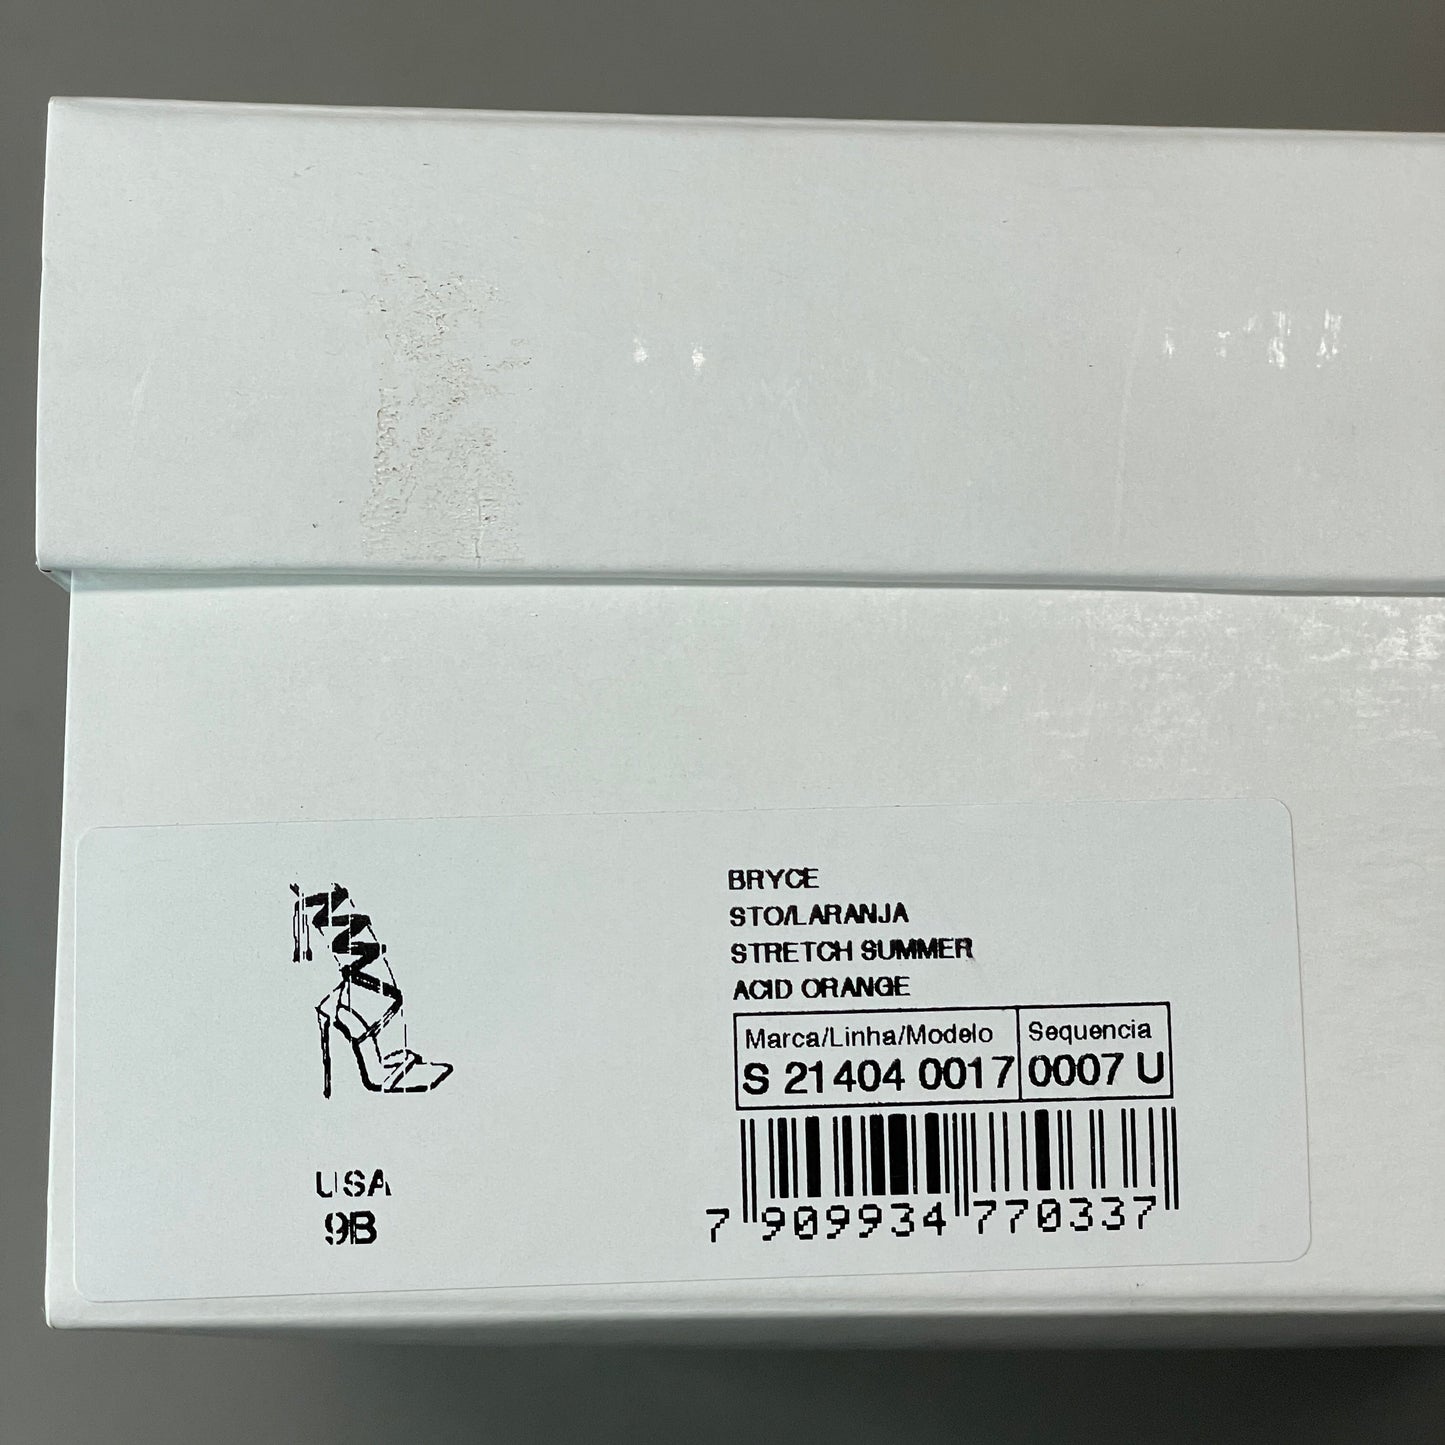 BRYCE
STO/LARANJA
STRETCH SUMMER
ACID ORANGE
Marca/Linha/Modelo Sequencia
S 21404 0017 0007 U
USA
9B
7 909934 770337